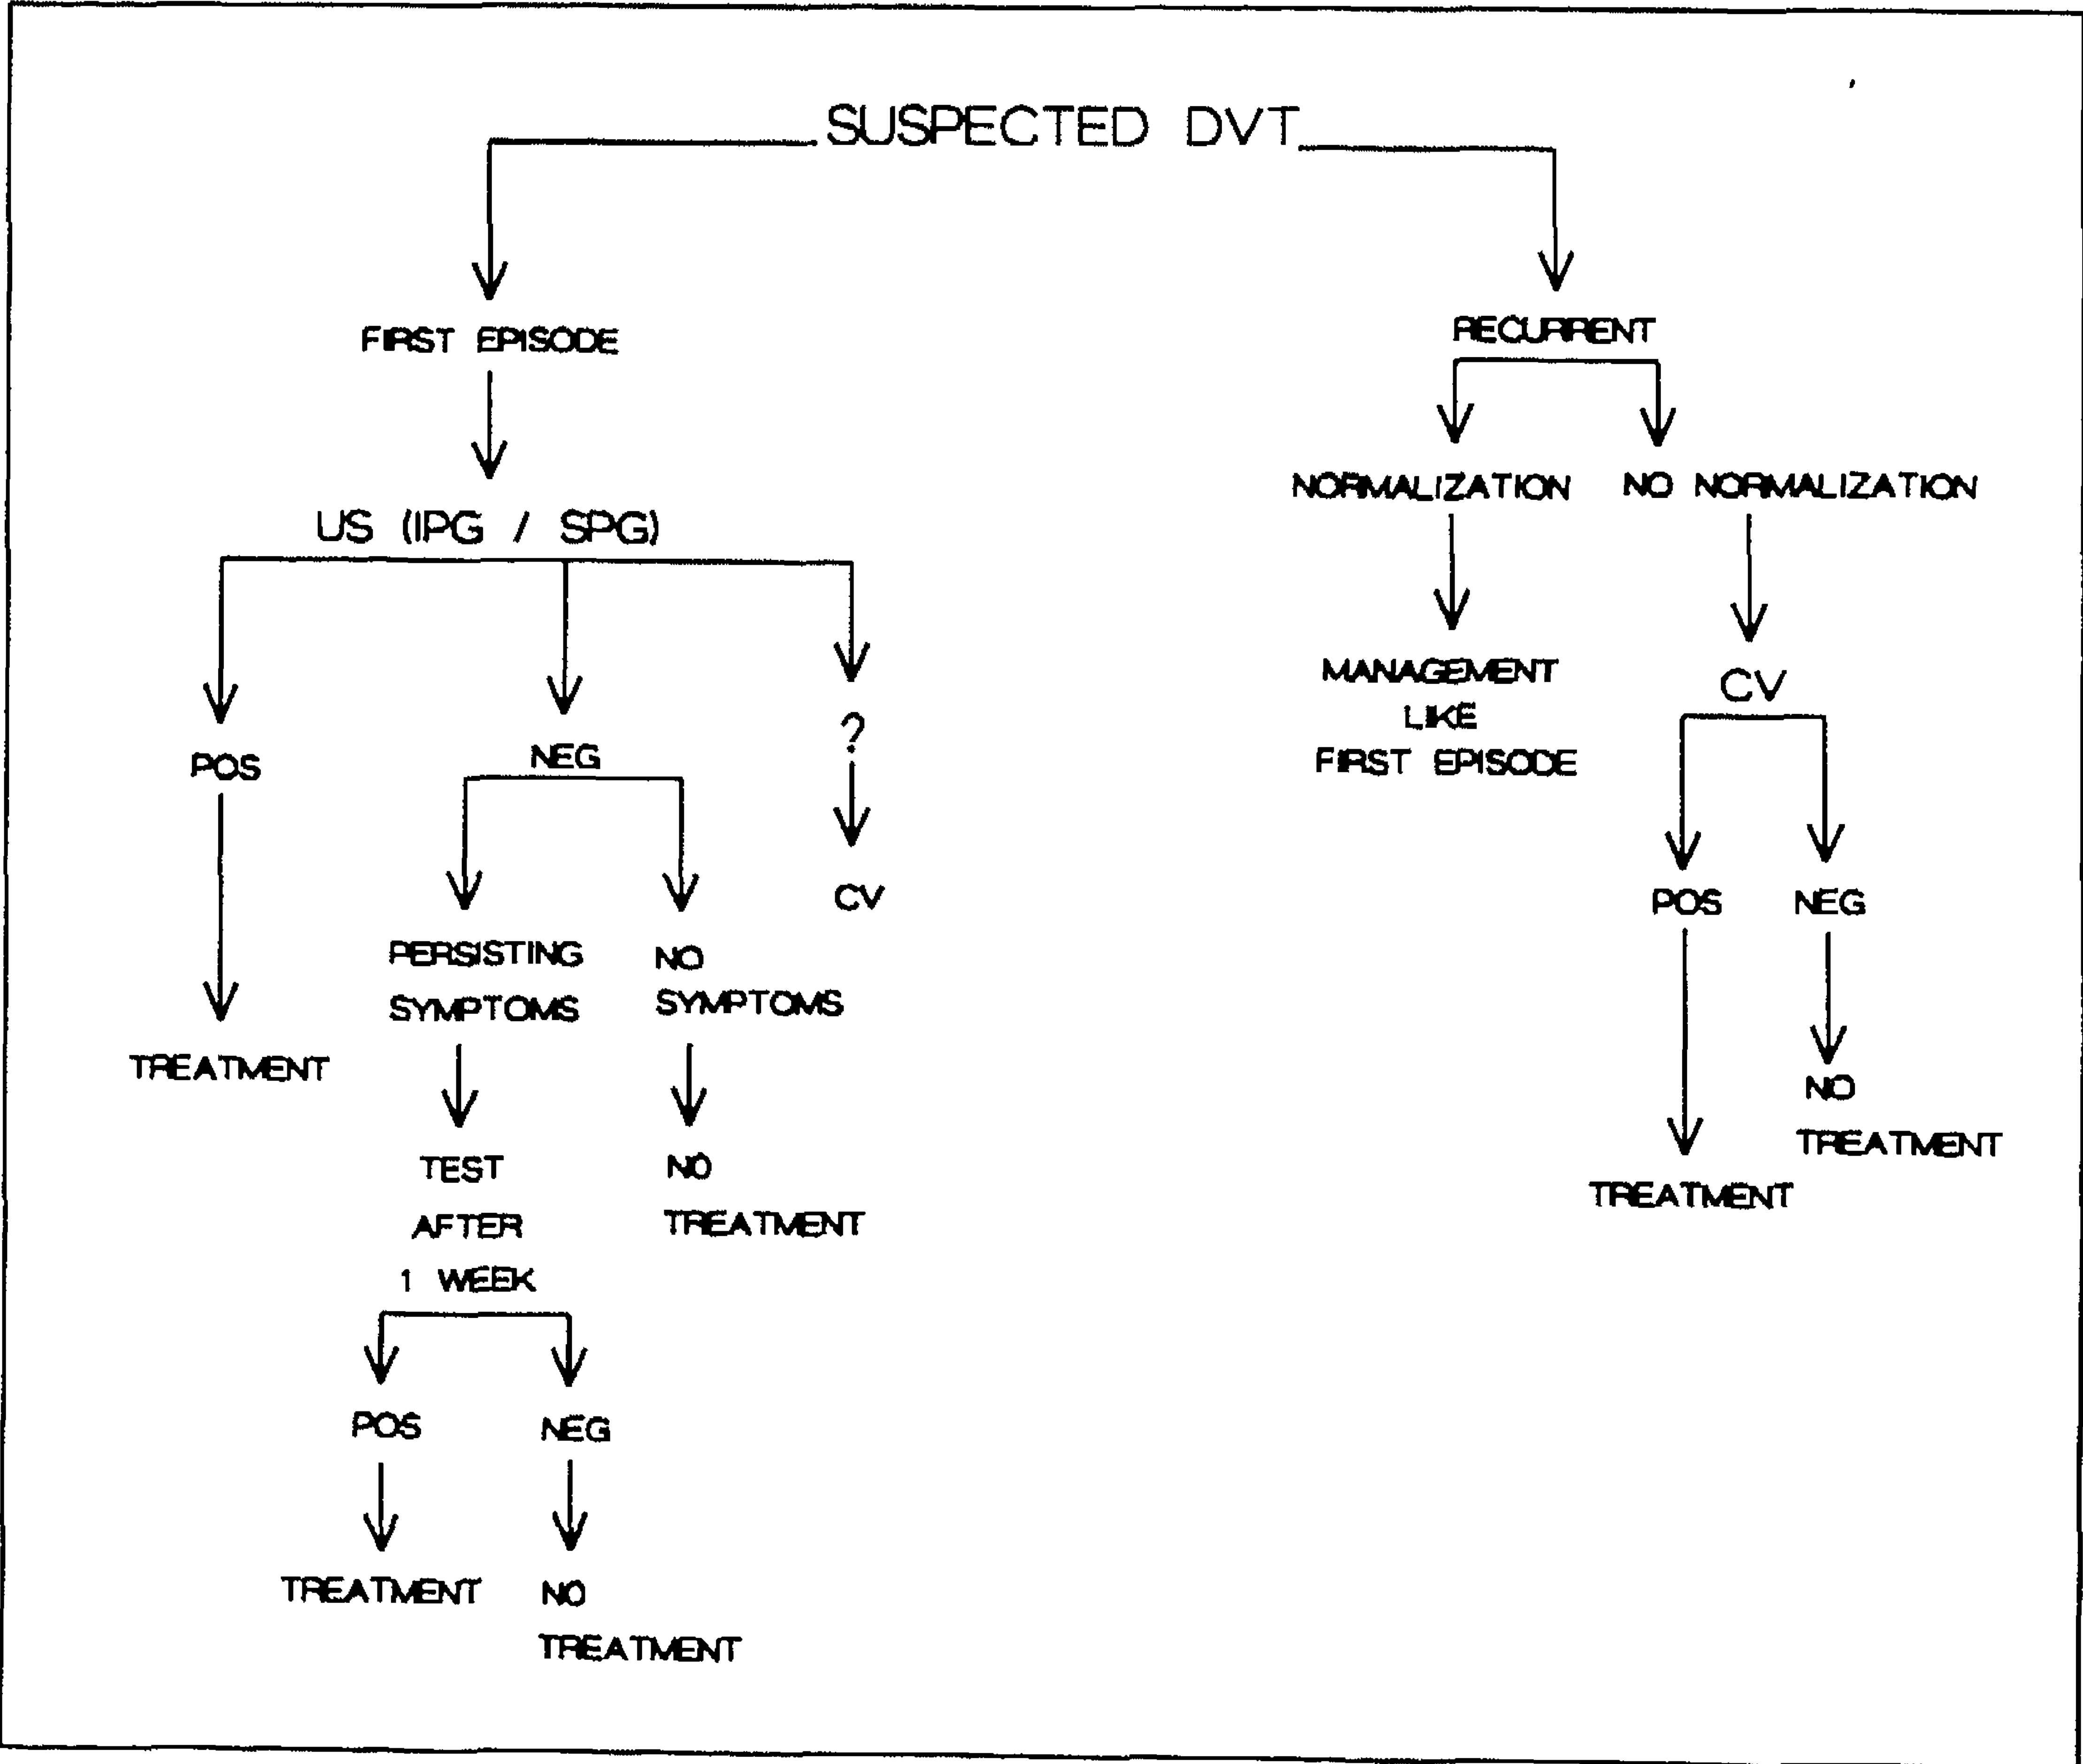 SUSPECTED DVT
FIRST EPISODE
US (IPG / SPG)
POS
NEG
?
CV
TREATMENT
PERSISTING
SYMPTOMS
NO
SYMPTOMS
TEST
AFTER
1 WEEK
NO
TREATMENT
POS
NEG
TREATMENT
NO
TREATMENT
RECURRENT
NORMALIZATION
NO NORMALIZATION
MANAGEMENT
LIKE
FIRST EPISODE
CV
POS
NEG
TREATMENT
NO
TREATMENT